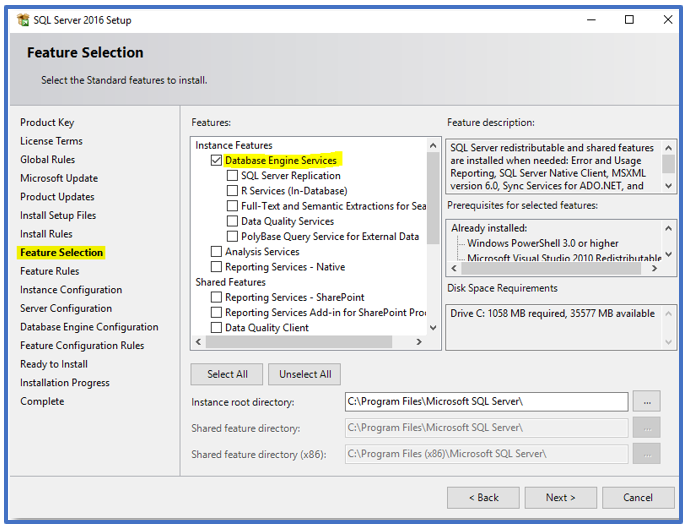 SQL Server 2016 Setup
Feature Selection
Select the Standard features to install.
Product Key
License Terms
Global Rules
Microsoft Update
Product Updates
Install Setup Files
Install Rules
Feature Selection
Feature Rules
Instance Configuration
Server Configuration
Database Engine Configuration
Feature Configuration Rules
Ready to Install
Installation Progress
Complete
Features:
Instance Features
Database Engine Services
SQL Server Replication
R Services (In-Database)
Full-Text and Semantic Extractions for Sea
Data Quality Services
PolyBase Query Service for External Data
Analysis Services
Reporting Services - Native
Shared Features
Reporting Services - SharePoint
Reporting Services Add-in for SharePoint Pro
Data Quality Client
Feature description:
SQL Server redistributable and shared features
are installed when needed: Error and Usage
Reporting, SQL Server Native Client, MSXML
version 6.0, Sync Services for ADO.NET, and
Prerequisites for selected features:
Already installed:
Windows PowerShell 3.0 or higher
Microsoft Visual Studio 2010 Redistributable
Disk Space Requirements
Drive C: 1058 MB required, 35577 MB available
Select All
Unselect All
Instance root directory:
C:\Program Files\Microsoft SQL Server\
...
Shared feature directory:
C:\Program Files\Microsoft SQL Server\
...
Shared feature directory (x86):
C:\Program Files (x86)\Microsoft SQL Server\
...
< Back
Next >
Cancel